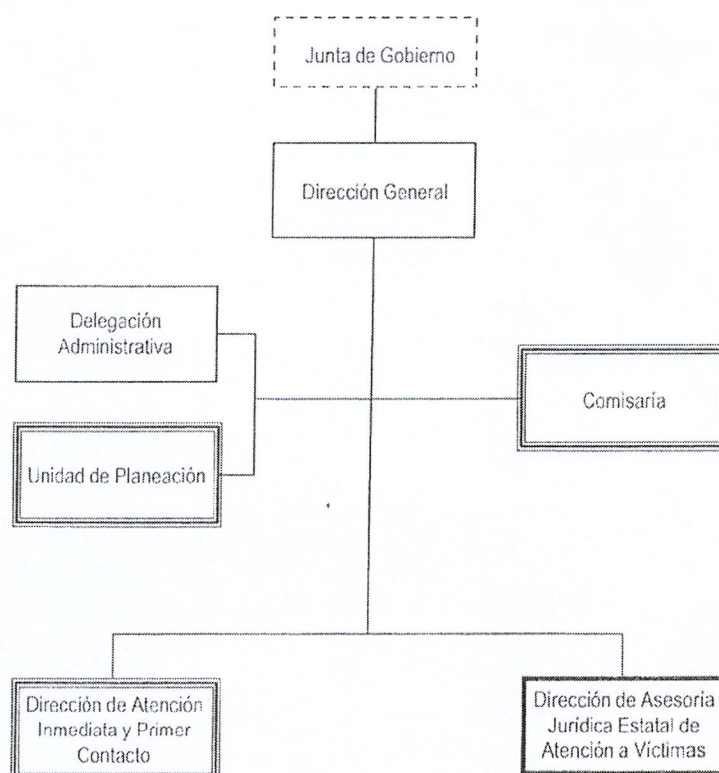 Junta de Gobierno
Dirección General
Delegación
Administrativa
Comisaría
Unidad de Planeación
Dirección de Atención
Inmediata y Primer
Contacto
Dirección de Asesoría
Jurídica Estatal de
Atención a Víctimas